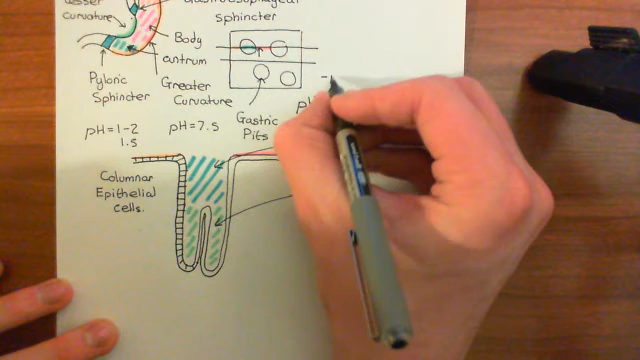 Lesser
curvature
Gastroesophageal
sphincter
Body
antrum
Pyloric
Sphincter
Greater
Curvature
Gastric
Pits
pH=1-2
1.5
pH=7.5
Columnar
Epithelial
cells.